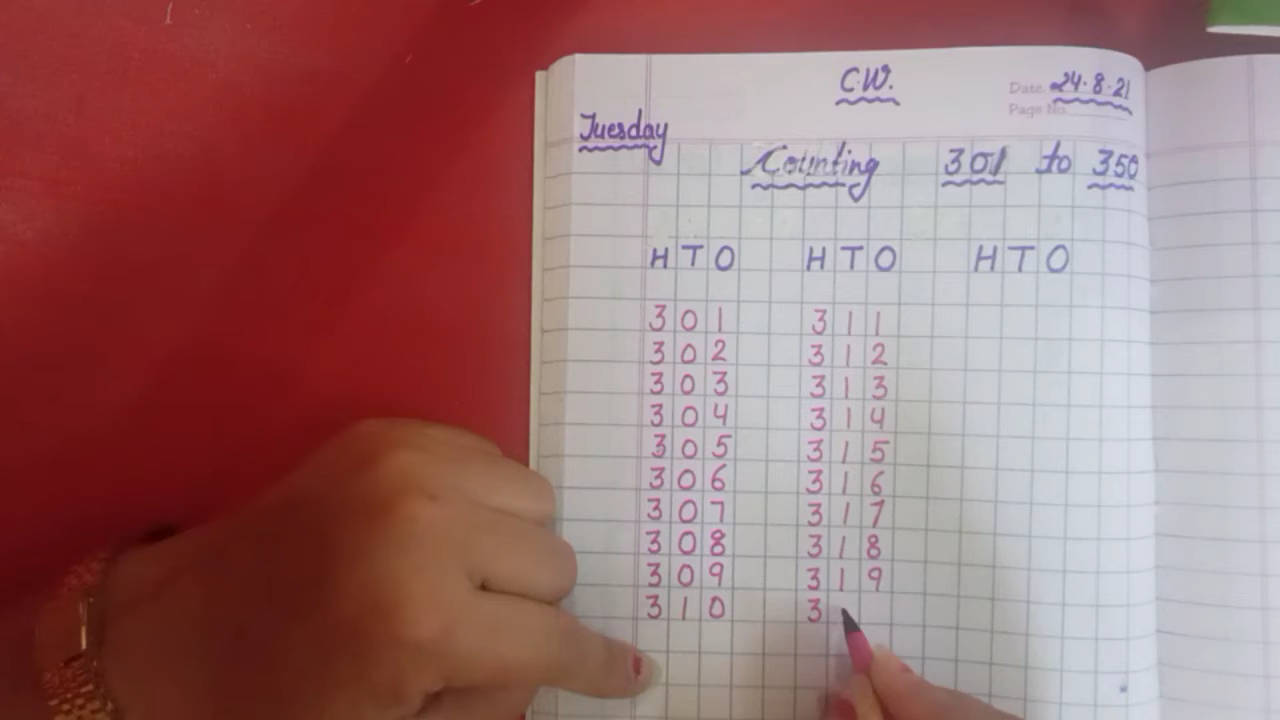 C.W.
Date 24.8.21
Page No.
Tuesday
Counting 301 to 350
H T O H T O H T O
3 0 1 3 1 1
3 0 2 3 1 2
3 0 3 3 1 3
3 0 4 3 1 4
3 0 5 3 1 5
3 0 6 3 1 6
3 0 7 3 1 7
3 0 8 3 1 8
3 0 9 3 1 9
3 1 0 3